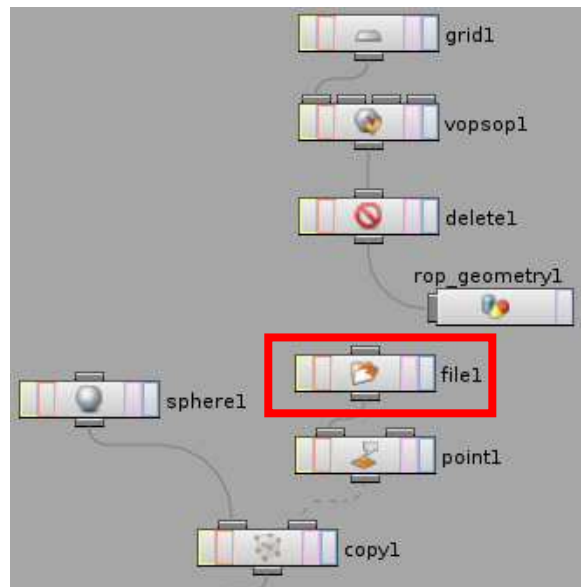 grid1
vopsop1
delete1
rop_geometry1
file1
sphere1
point1
copy1